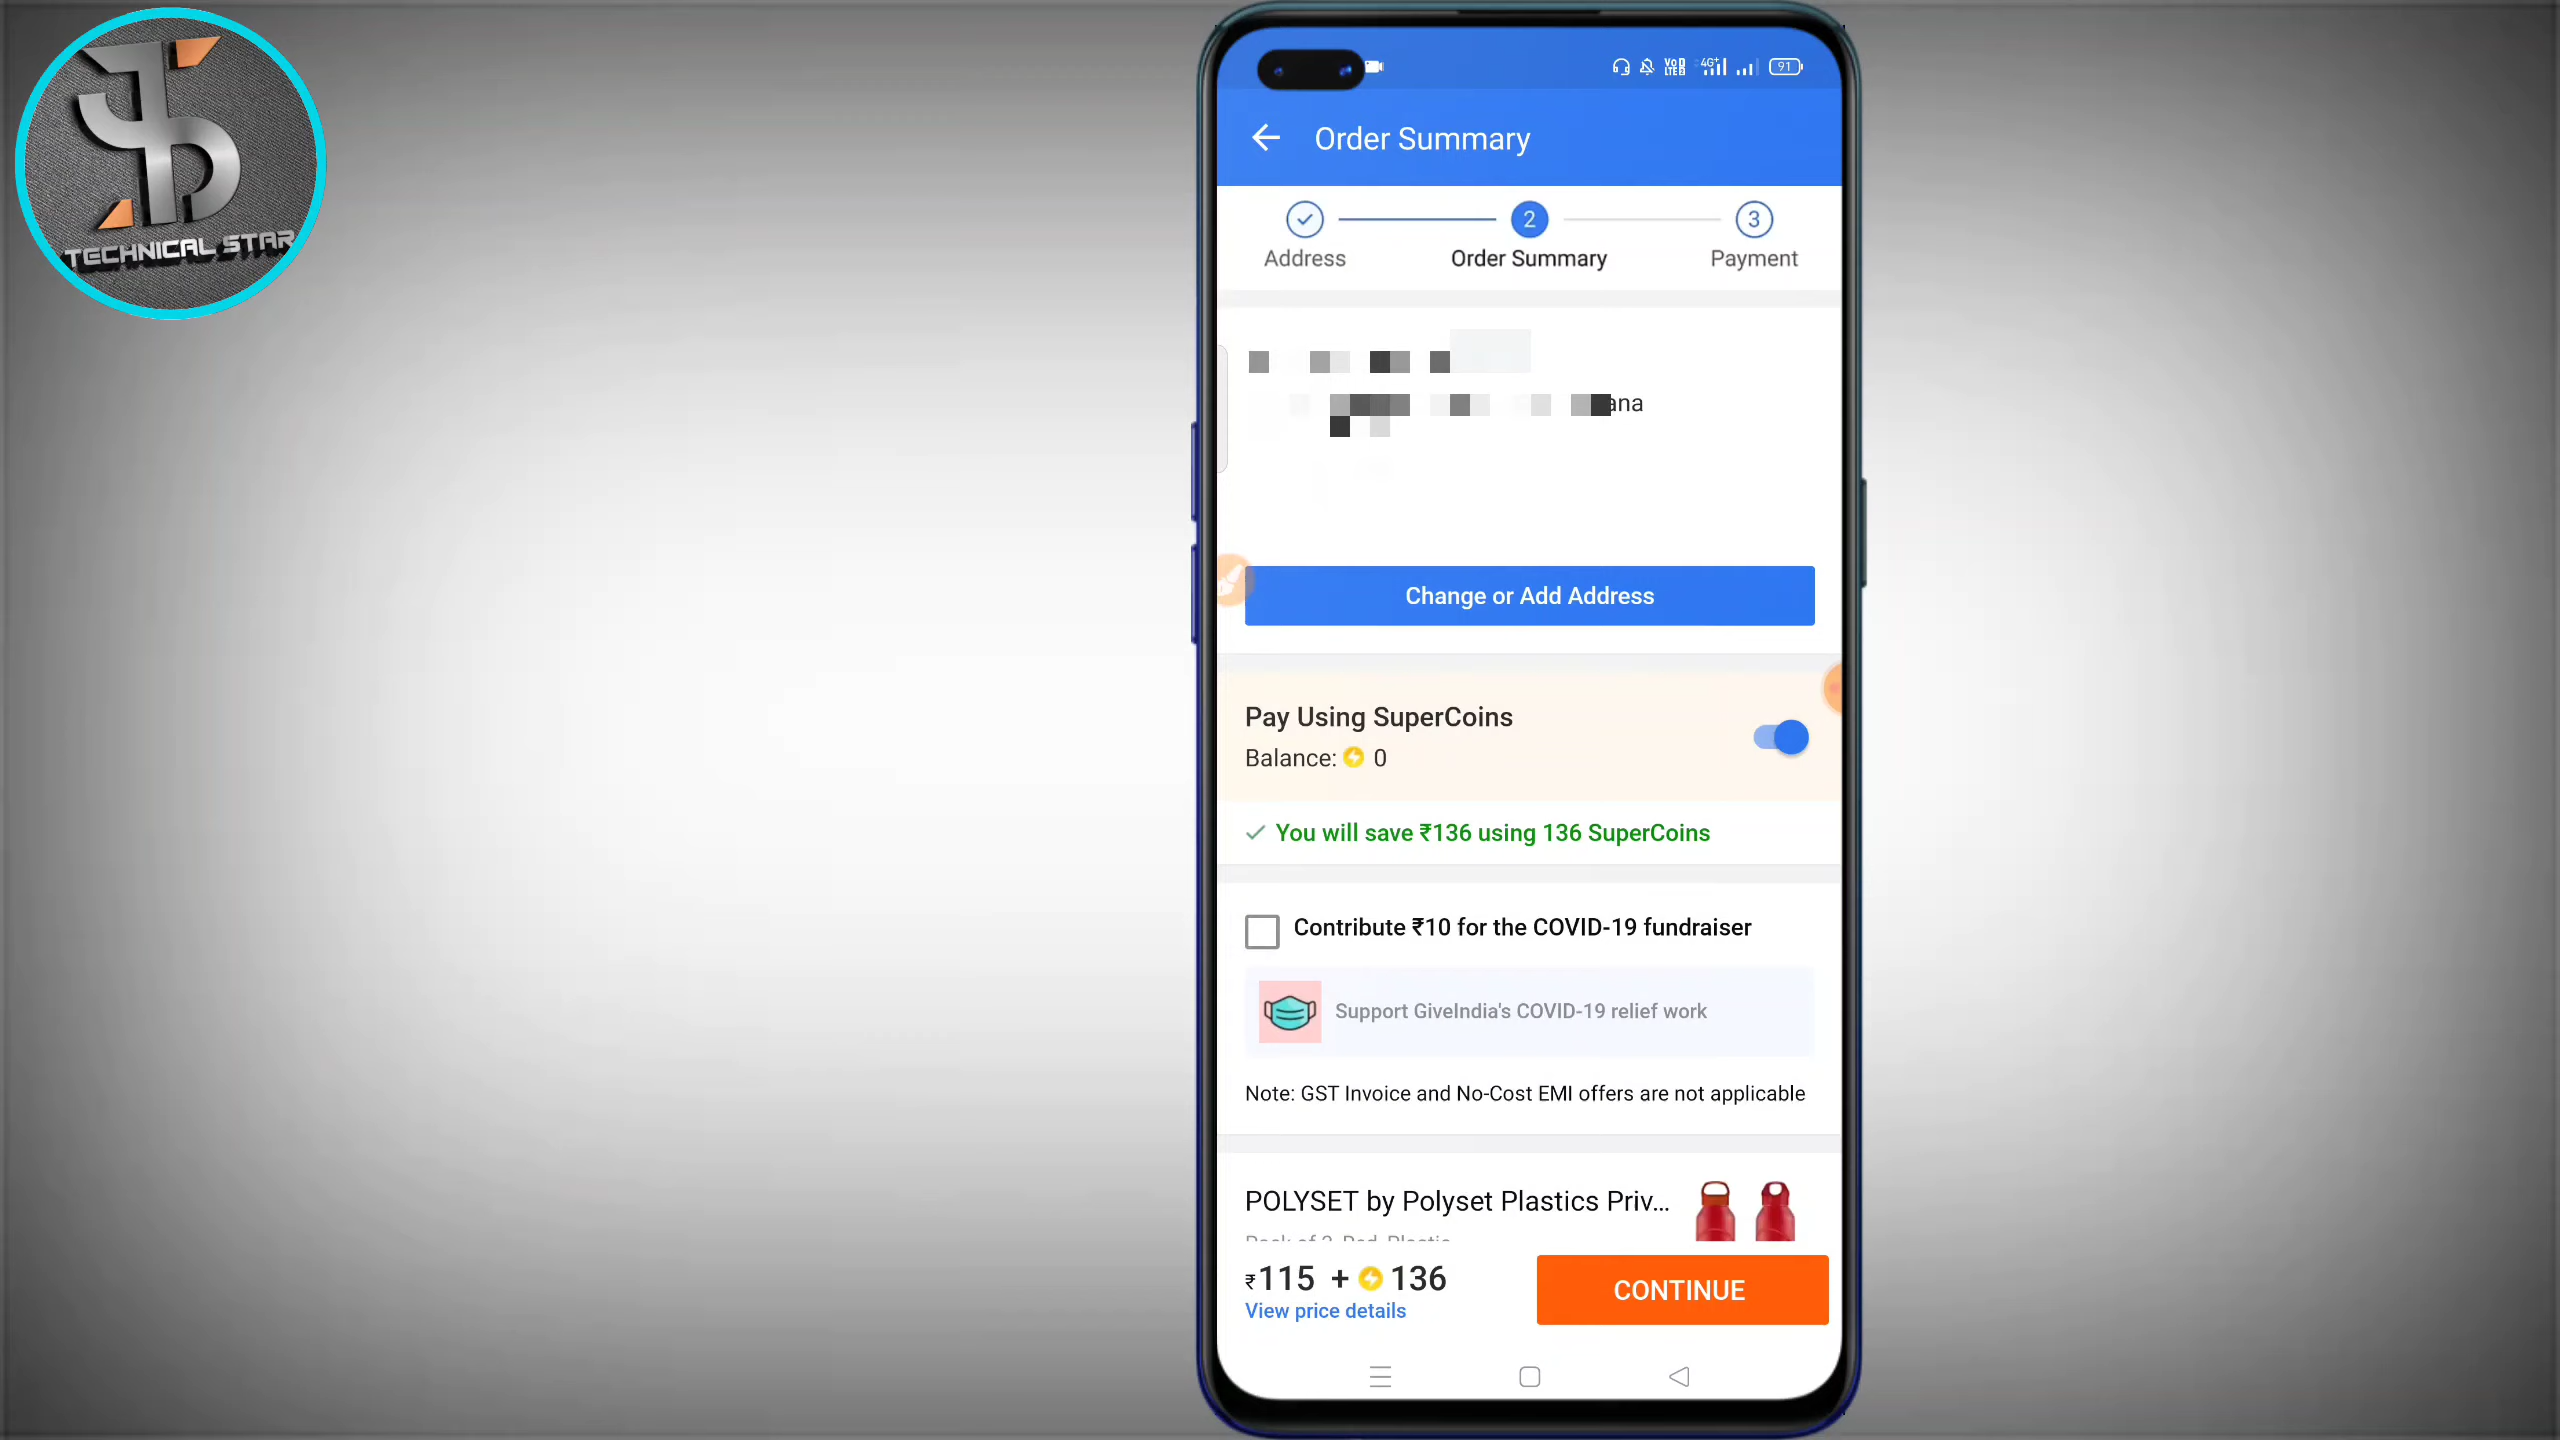 TECHNICAL STAR
91
Order Summary
2
3
Address
Order Summary
Payment
ana
Change or Add Address
Pay Using SuperCoins
Balance: 0
You will save ₹136 using 136 SuperCoins
Contribute ₹10 for the COVID-19 fundraiser
Support GiveIndia's COVID-19 relief work
Note: GST Invoice and No-Cost EMI offers are not applicable
POLYSET by Polyset Plastics Priv...
₹115 + 136
View price details
CONTINUE